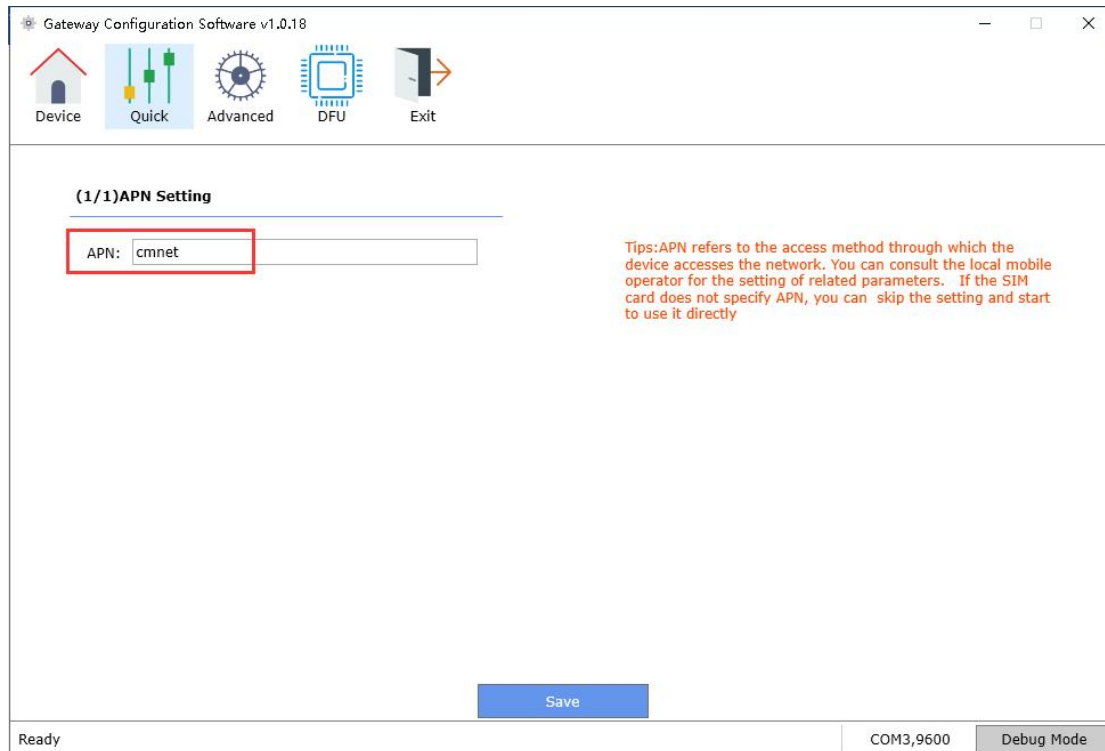 Gateway Configuration Software v1.0.18
Device Quick Advanced DFU Exit
(1/1)APN Setting
APN: cmnet
Tips:APN refers to the access method through which the
device accesses the network. You can consult the local mobile
operator for the setting of related parameters. If the SIM
card does not specify APN, you can skip the setting and start
to use it directly
Save
Ready COM3,9600 Debug Mode